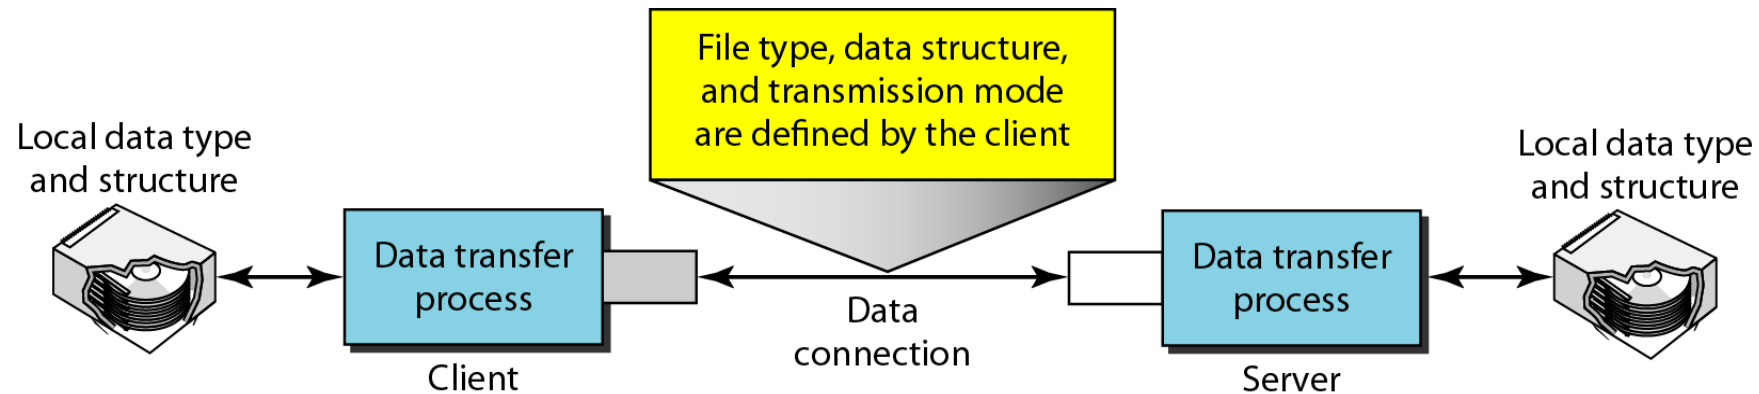 File type, data structure,
and transmission mode
are defined by the client
Local data type
and structure
Local data type
and structure
Data transfer
process
Data transfer
process
Data
connection
Client
Server